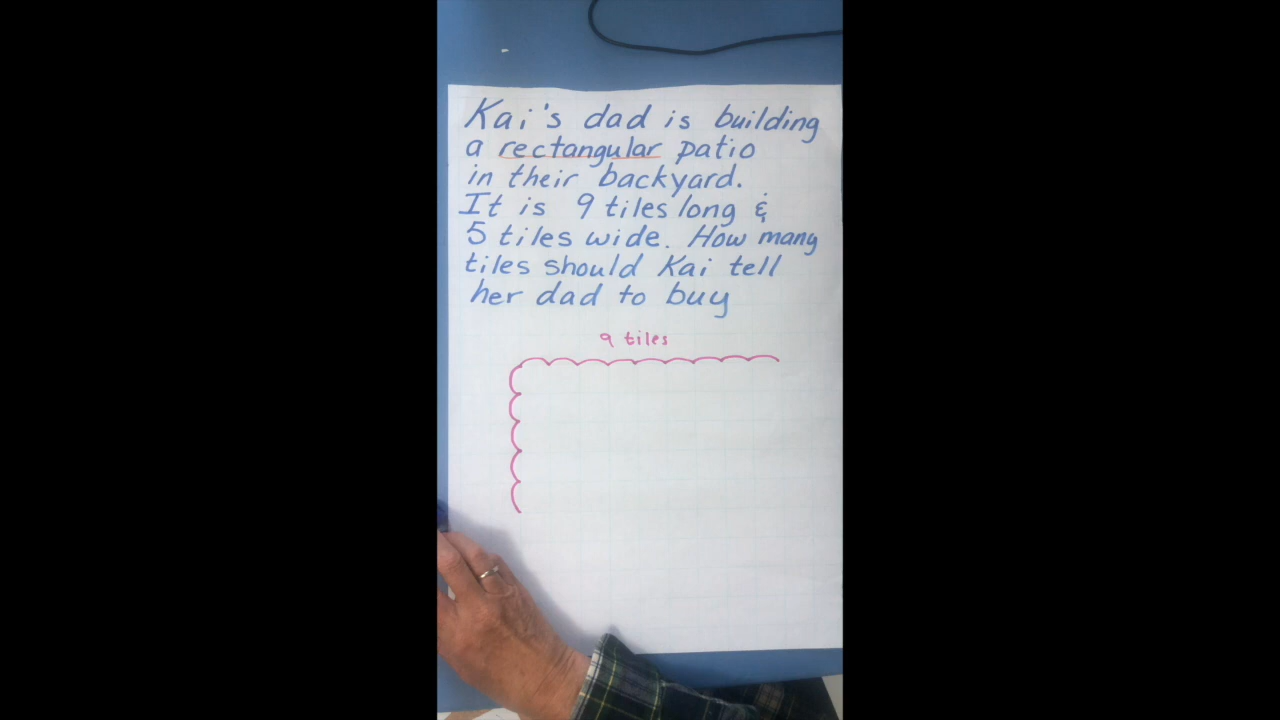 Kai's dad is building
a rectangular patio
in their backyard.
It is 9 tiles long &
5 tiles wide. How many
tiles should Kai tell
her dad to buy
9 tiles